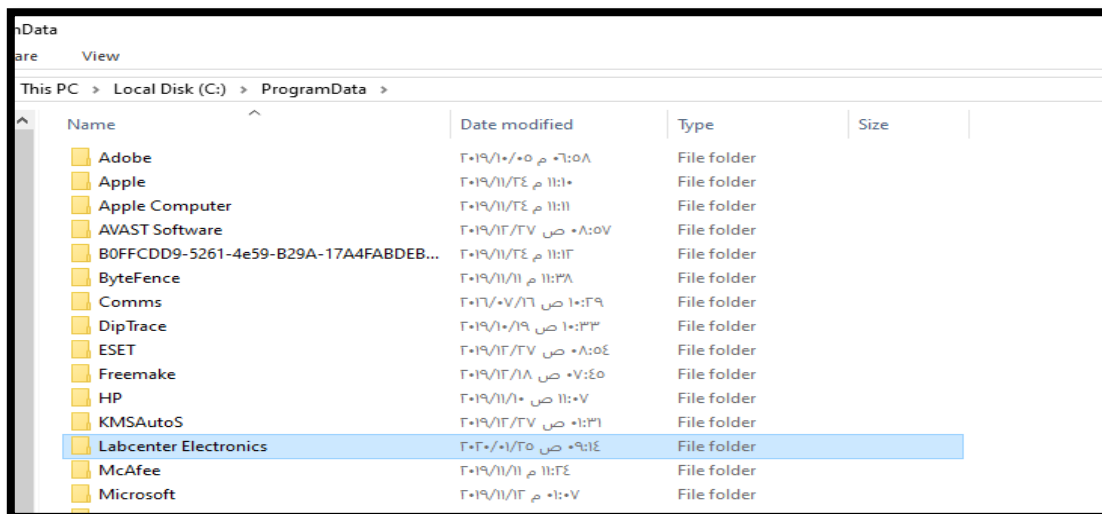 nData
are View
This PC > Local Disk (C:) > ProgramData >
Name Date modified Type Size
Adobe ٠٦:٥٨ م ٢٠١٩/١٠/٠٥ File folder
Apple ١١:١٠ م ٢٠١٩/١١/٢٤ File folder
Apple Computer ١١:١١ م ٢٠١٩/١١/٢٤ File folder
AVAST Software ٠٨:٥٧ ص ٢٠١٩/١٢/٢٧ File folder
B0FFCDD9-5261-4e59-B29A-17A4FABDEB... ١١:١٢ م ٢٠١٩/١١/٢٤ File folder
ByteFence ١١:٣٨ م ٢٠١٩/١١/١١ File folder
Comms ١٠:٢٩ ص ٢٠١٦/٠٧/١٦ File folder
DipTrace ١٠:٣٣ ص ٢٠١٩/١٠/١٩ File folder
ESET ٠٨:٥٤ ص ٢٠١٩/١٢/٢٧ File folder
Freemake ٠٧:٤٥ ص ٢٠١٩/١٢/١٨ File folder
HP ١١:٠٧ ص ٢٠١٩/١١/١٠ File folder
KMSAutoS ٠١:٣١ ص ٢٠١٩/١٢/٢٧ File folder
Labcenter Electronics ٠٩:١٤ ص ٢٠٢٠/٠١/٢٥ File folder
McAfee ١١:٢٤ م ٢٠١٩/١١/١١ File folder
Microsoft ٠١:٠٧ م ٢٠١٩/١١/١٢ File folder